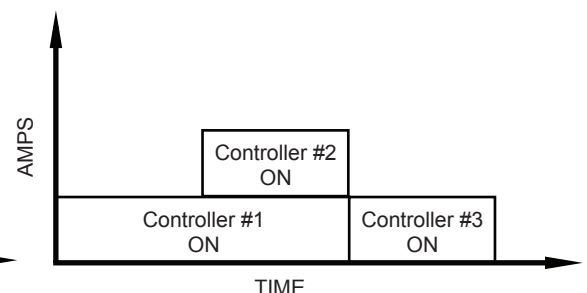 AMPS
Controller #2
ON
Controller #1
ON
Controller #3
ON
TIME